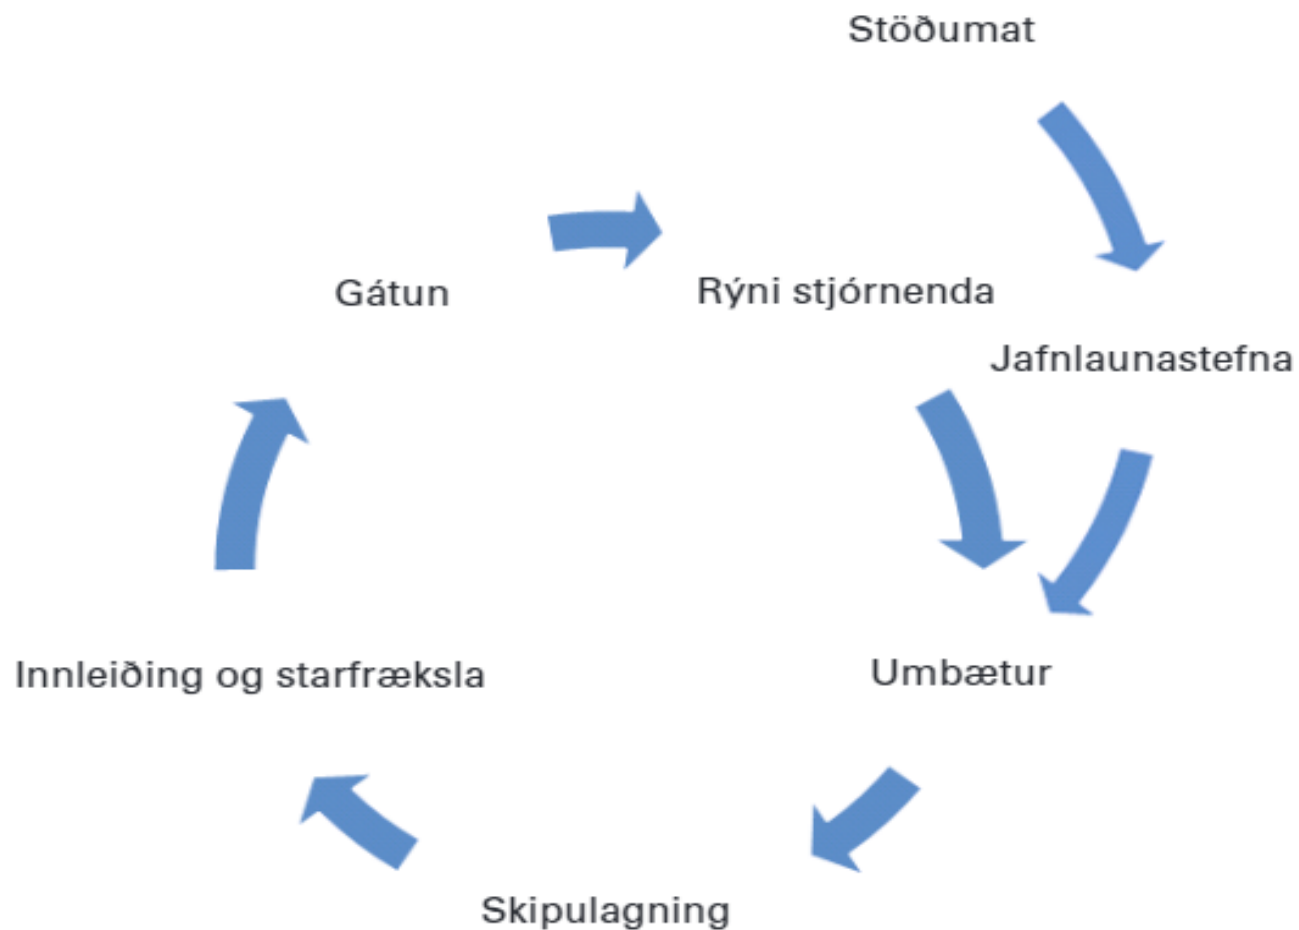 Stöðumat
Gátun
Rýni stjórnenda
Jafnlaunastefna
Innleiðing og starfræksla
Umbætur
Skipulagning